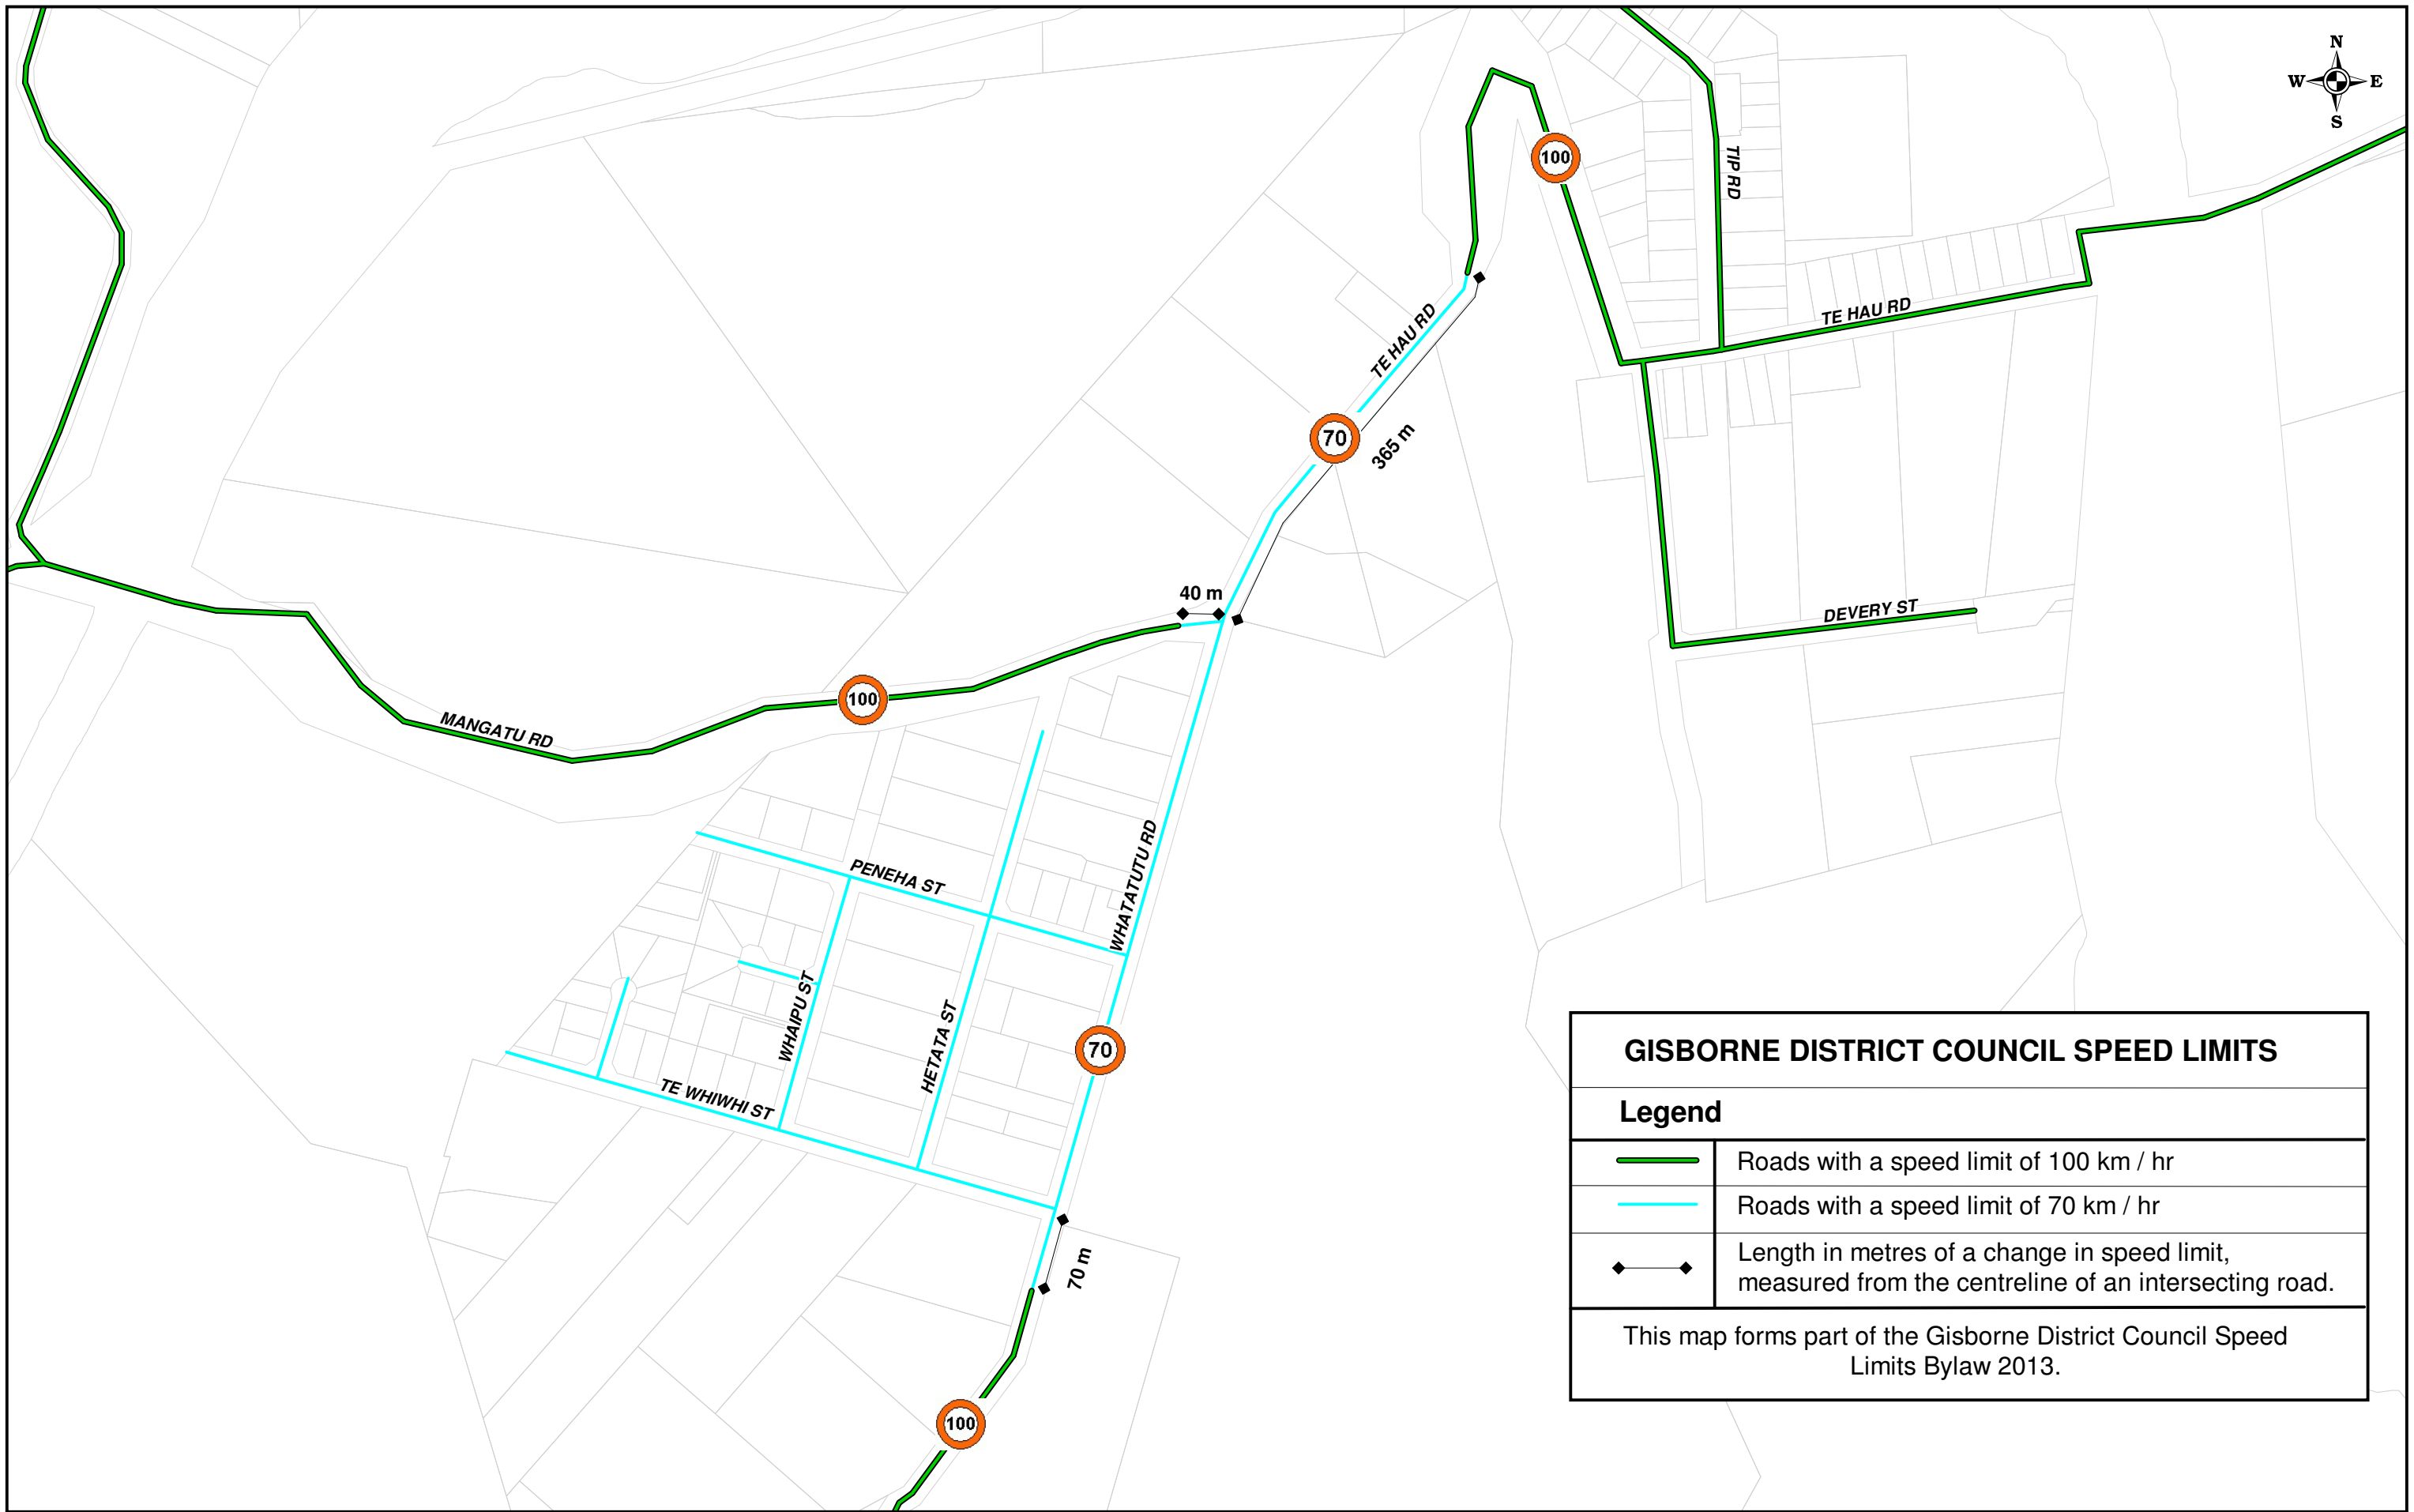 N
W E
S
100
TIP RD
TE HAU RD
TE HAU RD
70
365 m
40 m
DEVERY ST
100
MANGATU RD
PENEHA ST
WHATATUTU RD
WHAIPU ST
HETATA ST
70
TE WHIWHI ST
70 m
100
GISBORNE DISTRICT COUNCIL SPEED LIMITS
Legend
Roads with a speed limit of 100 km / hr
Roads with a speed limit of 70 km / hr
Length in metres of a change in speed limit,
measured from the centreline of an intersecting road.
This map forms part of the Gisborne District Council Speed
Limits Bylaw 2013.